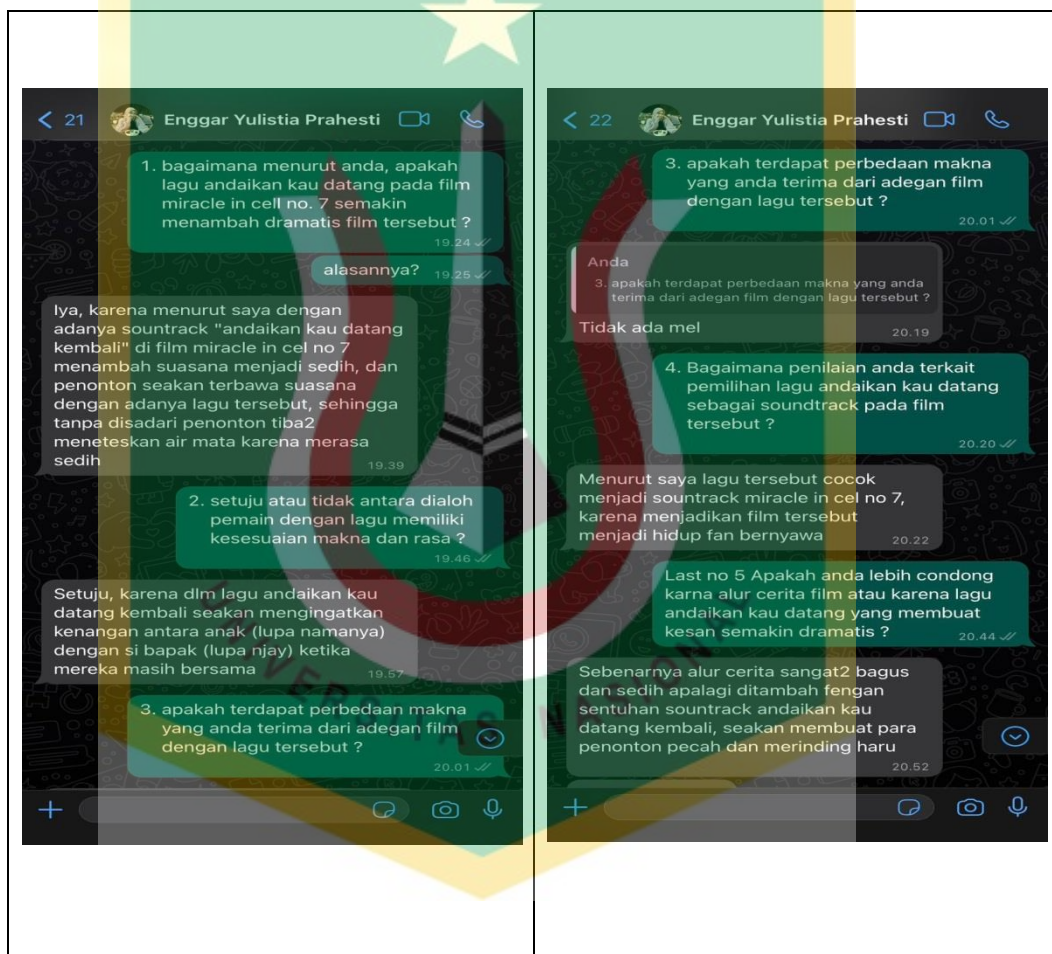 21
Enggar Yulistia Prahesti
1. bagaimana menurut anda, apakah
lagu andaikan kau datang pada film
miracle in cell no. 7 semakin
menambah dramatis film tersebut ?
19.24
alasannya?
19.25
Iya, karena menurut saya dengan
adanya sountrack "andaikan kau datang
kembali" di film miracle in cel no 7
menambah suasana menjadi sedih, dan
penonton seakan terbawa suasana
dengan adanya lagu tersebut, sehingga
tanpa disadari penonton tiba2
meneteskan air mata karena merasa
sedih
19.39
2. setuju atau tidak antara dialoh
pemain dengan lagu memiliki
kesesuaian makna dan rasa ?
19.46
Setuju, karena dlm lagu andaikan kau
datang kembali seakan mengingatkan
kenangan antara anak (lupa namanya)
dengan si bapak (lupa njay) ketika
mereka masih bersama
19.57
3. apakah terdapat perbedaan makna
yang anda terima dari adegan film
dengan lagu tersebut ?
20.01
22
Enggar Yulistia Prahesti
3. apakah terdapat perbedaan makna
yang anda terima dari adegan film
dengan lagu tersebut ?
20.01
Anda
3. apakah terdapat perbedaan makna yang anda
terima dari adegan film dengan lagu tersebut ?
Tidak ada mel
20.19
4. Bagaimana penilaian anda terkait
pemilihan lagu andaikan kau datang
sebagai soundtrack pada film
tersebut ?
20.20
Menurut saya lagu tersebut cocok
menjadi sountrack miracle in cel no 7,
karena menjadikan film tersebut
menjadi hidup fan bernyawa
20.22
Last no 5 Apakah anda lebih condong
karna alur cerita film atau karena lagu
andaikan kau datang yang membuat
kesan semakin dramatis ?
20.44
Sebenarnya alur cerita sangat2 bagus
dan sedih apalagi ditambah fengan
sentuhan sountrack andaikan kau
datang kembali, seakan membuat para
penonton pecah dan merinding haru
20.52
UNIVERSITAS NASIONAL